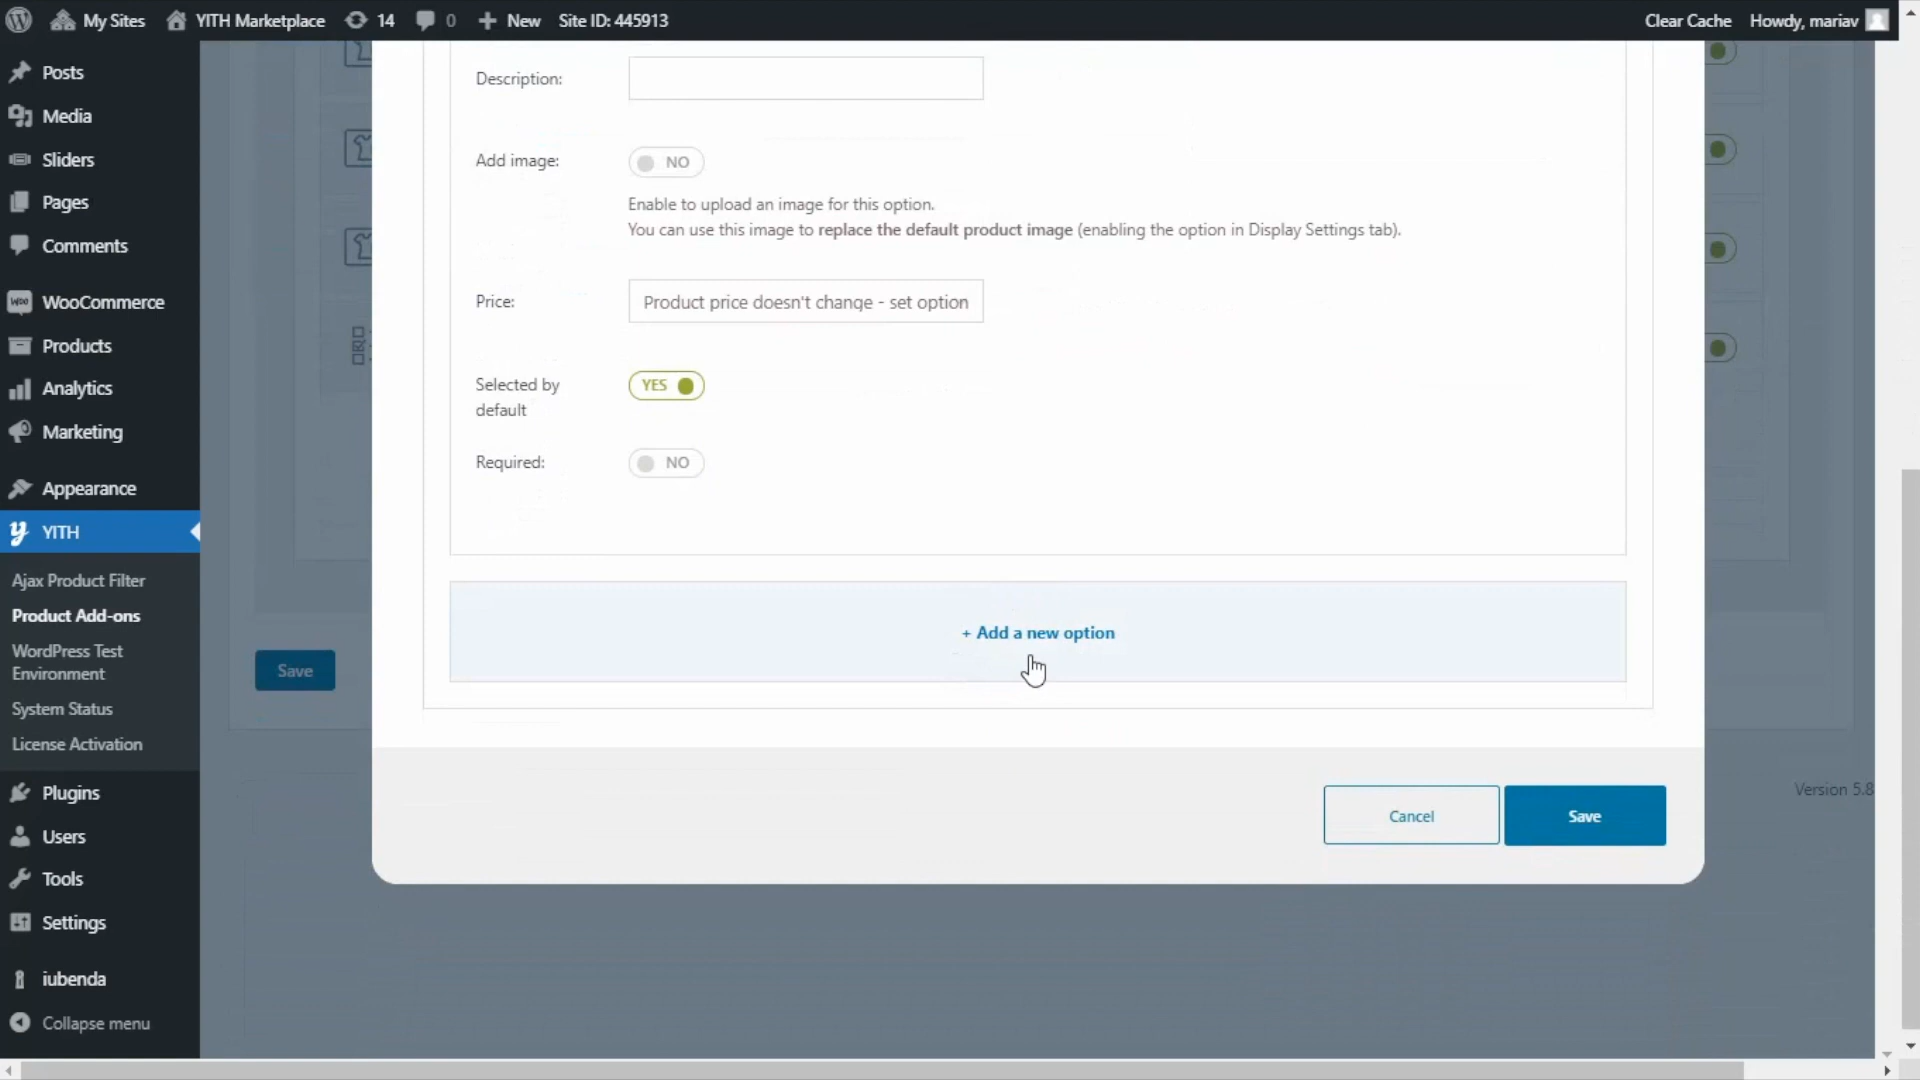 My Sites
YITH Marketplace
14
0
New
Site ID: 445913
Clear Cache
Howdy, mariav
Posts
Media
Sliders
Pages
Comments
WooCommerce
Products
Analytics
Marketing
Appearance
YITH
Ajax Product Filter
Product Add-ons
WordPress Test
Environment
System Status
License Activation
Plugins
Users
Tools
Settings
iubenda
Collapse menu
Description:
Add image:
NO
Enable to upload an image for this option.
You can use this image to replace the default product image (enabling the option in Display Settings tab).
Price:
Product price doesn't change - set option
Selected by
default
YES
Required:
NO
+ Add a new option
Save
Cancel
Save
Version 5.8